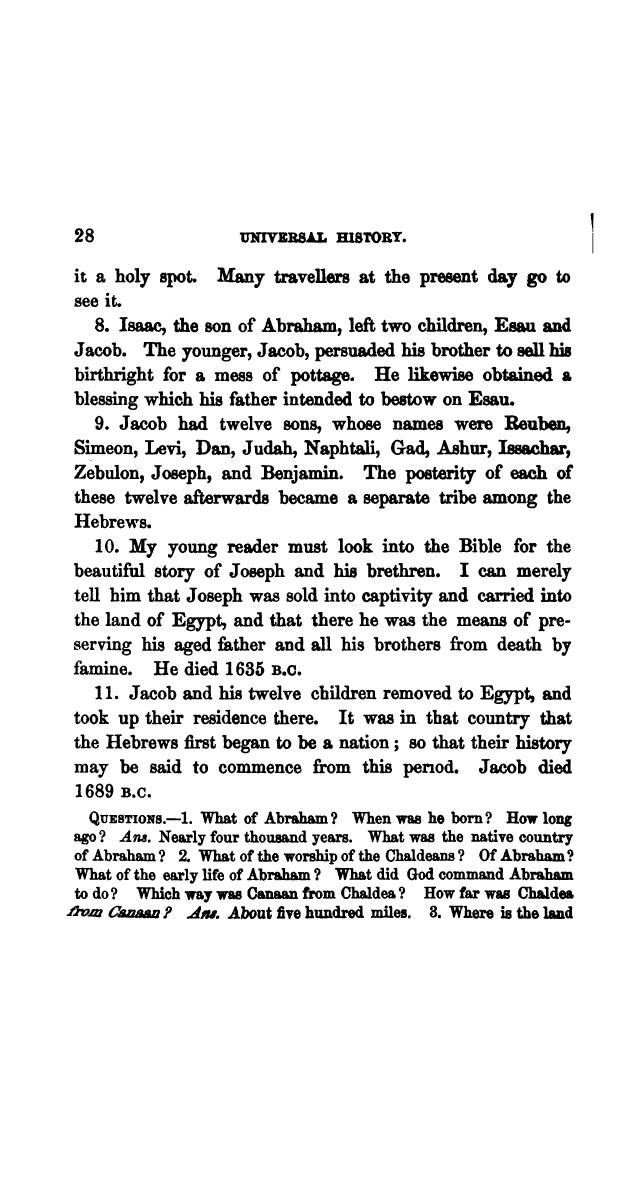 28 UNIVERSAL HISTORY.
it a holy spot. Many travellers at the present day go to
see it.
8. Isaac, the son of Abraham, left two children, Esau and
Jacob. The younger, Jacob, persuaded his brother to sell his
birthright for a mess of pottage. He likewise obtained a
blessing which his father intended to bestow on Esau.
9. Jacob had twelve sons, whose names were Reuben,
Simeon, Levi, Dan, Judah, Naphtali, Gad, Ashur, Issachar,
Zebulon, Joseph, and Benjamin. The posterity of each of
these twelve afterwards became a separate tribe among the
Hebrews.
10. My young reader must look into the Bible for the
beautiful story of Joseph and his brethren. I can merely
tell him that Joseph was sold into captivity and carried into
the land of Egypt, and that there he was the means of pre-
serving his aged father and all his brothers from death by
famine. He died 1635 B.C.
11. Jacob and his twelve children removed to Egypt, and
took up their residence there. It was in that country that
the Hebrews first began to be a nation; so that their history
may be said to commence from this period. Jacob died
1689 B.C.
QUESTIONS.—1. What of Abraham? When was he born? How long
ago? Ans. Nearly four thousand years. What was the native country
of Abraham? 2. What of the worship of the Chaldeans? Of Abraham?
What of the early life of Abraham? What did God command Abraham
to do? Which way was Canaan from Chaldea? How far was Chaldea
from Canaan? Ans. About five hundred miles. 3. Where is the land